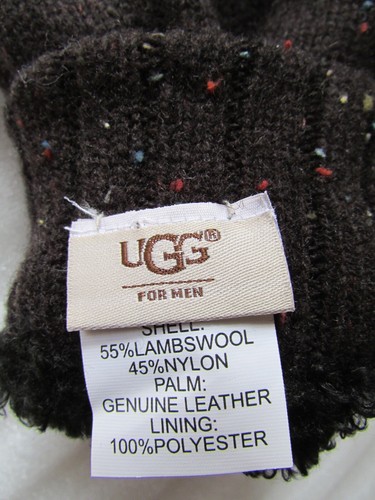 UGG®
FOR MEN
SHELL:
55%LAMBSWOOL
45%NYLON
PALM:
GENUINE LEATHER
LINING:
100%POLYESTER